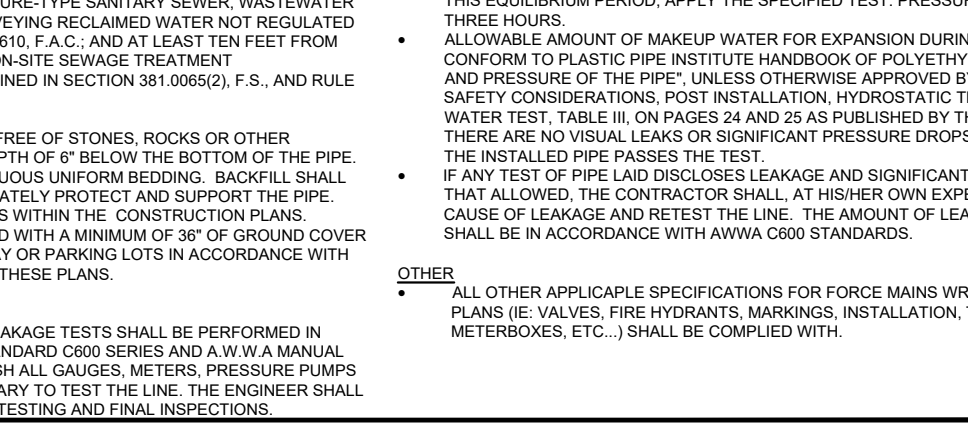 URE-TYPE SANITARY SEWER, WASTEWATER
VEYING RECLAIMED WATER NOT REGULATED
610, F.A.C.; AND AT LEAST TEN FEET FROM
ON-SITE SEWAGE TREATMENT
INED IN SECTION 381.0065(2), F.S., AND RULE
FREE OF STONES, ROCKS OR OTHER
PTH OF 6" BELOW THE BOTTOM OF THE PIPE.
UOUS UNIFORM BEDDING. BACKFILL SHALL
ATELY PROTECT AND SUPPORT THE PIPE.
S WITHIN THE CONSTRUCTION PLANS.
D WITH A MINIMUM OF 36" OF GROUND COVER
AY OR PARKING LOTS IN ACCORDANCE WITH
THESE PLANS.
AKAGE TESTS SHALL BE PERFORMED IN
ANDARD C600 SERIES AND A.W.W.A MANUAL
SH ALL GAUGES, METERS, PRESSURE PUMPS
ARY TO TEST THE LINE. THE ENGINEER SHALL
TESTING AND FINAL INSPECTIONS.
THIS EQUILIBRIUM PERIOD, APPLY THE SPECIFIED TEST. PRESSUR
THREE HOURS.
• ALLOWABLE AMOUNT OF MAKEUP WATER FOR EXPANSION DURIN
CONFORM TO PLASTIC PIPE INSTITUTE HANDBOOK OF POLYETHY
AND PRESSURE OF THE PIPE", UNLESS OTHERWISE APPROVED BY
SAFETY CONSIDERATIONS, POST INSTALLATION, HYDROSTATIC T
WATER TEST, TABLE III, ON PAGES 24 AND 25 AS PUBLISHED BY TH
THERE ARE NO VISUAL LEAKS OR SIGNIFICANT PRESSURE DROPS
THE INSTALLED PIPE PASSES THE TEST.
• IF ANY TEST OF PIPE LAID DISCLOSES LEAKAGE AND SIGNIFICANT
THAT ALLOWED, THE CONTRACTOR SHALL, AT HIS/HER OWN EXPE
CAUSE OF LEAKAGE AND RETEST THE LINE. THE AMOUNT OF LEA
SHALL BE IN ACCORDANCE WITH AWWA C600 STANDARDS.
OTHER
• ALL OTHER APPLICAPLE SPECIFICATIONS FOR FORCE MAINS WR
PLANS (IE: VALVES, FIRE HYDRANTS, MARKINGS, INSTALLATION,
METERBOXES, ETC...) SHALL BE COMPLIED WITH.